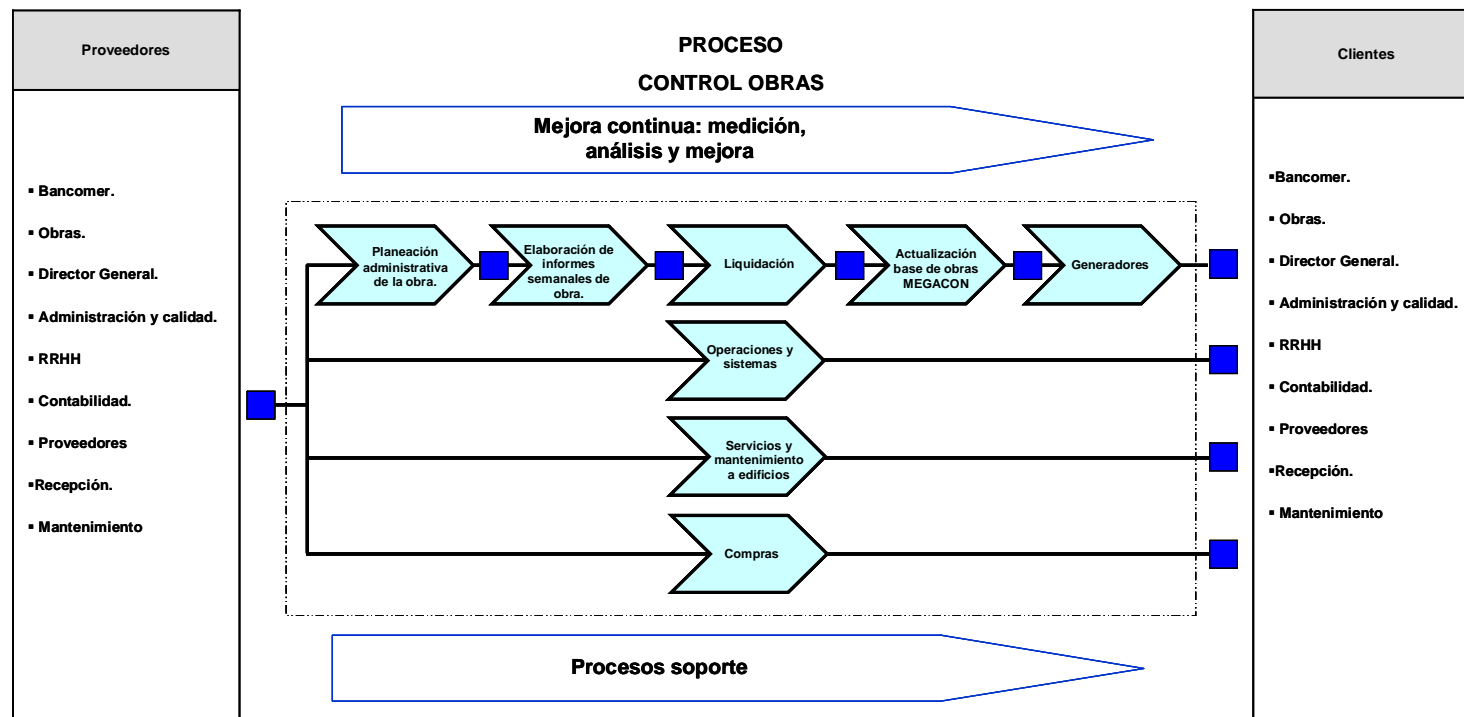 Proveedores
▪ Bancomer.
▪ Obras.
▪ Director General.
▪ Administración y calidad.
▪ RRHH
▪ Contabilidad.
▪ Proveedores
▪Recepción.
▪ Mantenimiento
PROCESO
CONTROL OBRAS
Mejora continua: medición,
análisis y mejora
Planeación
administrativa
de la obra.
Elaboración de
informes
semanales de
obra.
Liquidación
Actualización
base de obras
MEGACON
Generadores
Operaciones y
sistemas
Servicios y
mantenimiento
a edificios
Compras
Procesos soporte
Clientes
▪Bancomer.
▪ Obras.
▪ Director General.
▪ Administración y calidad.
▪ RRHH
▪ Contabilidad.
▪ Proveedores
▪Recepción.
▪ Mantenimiento